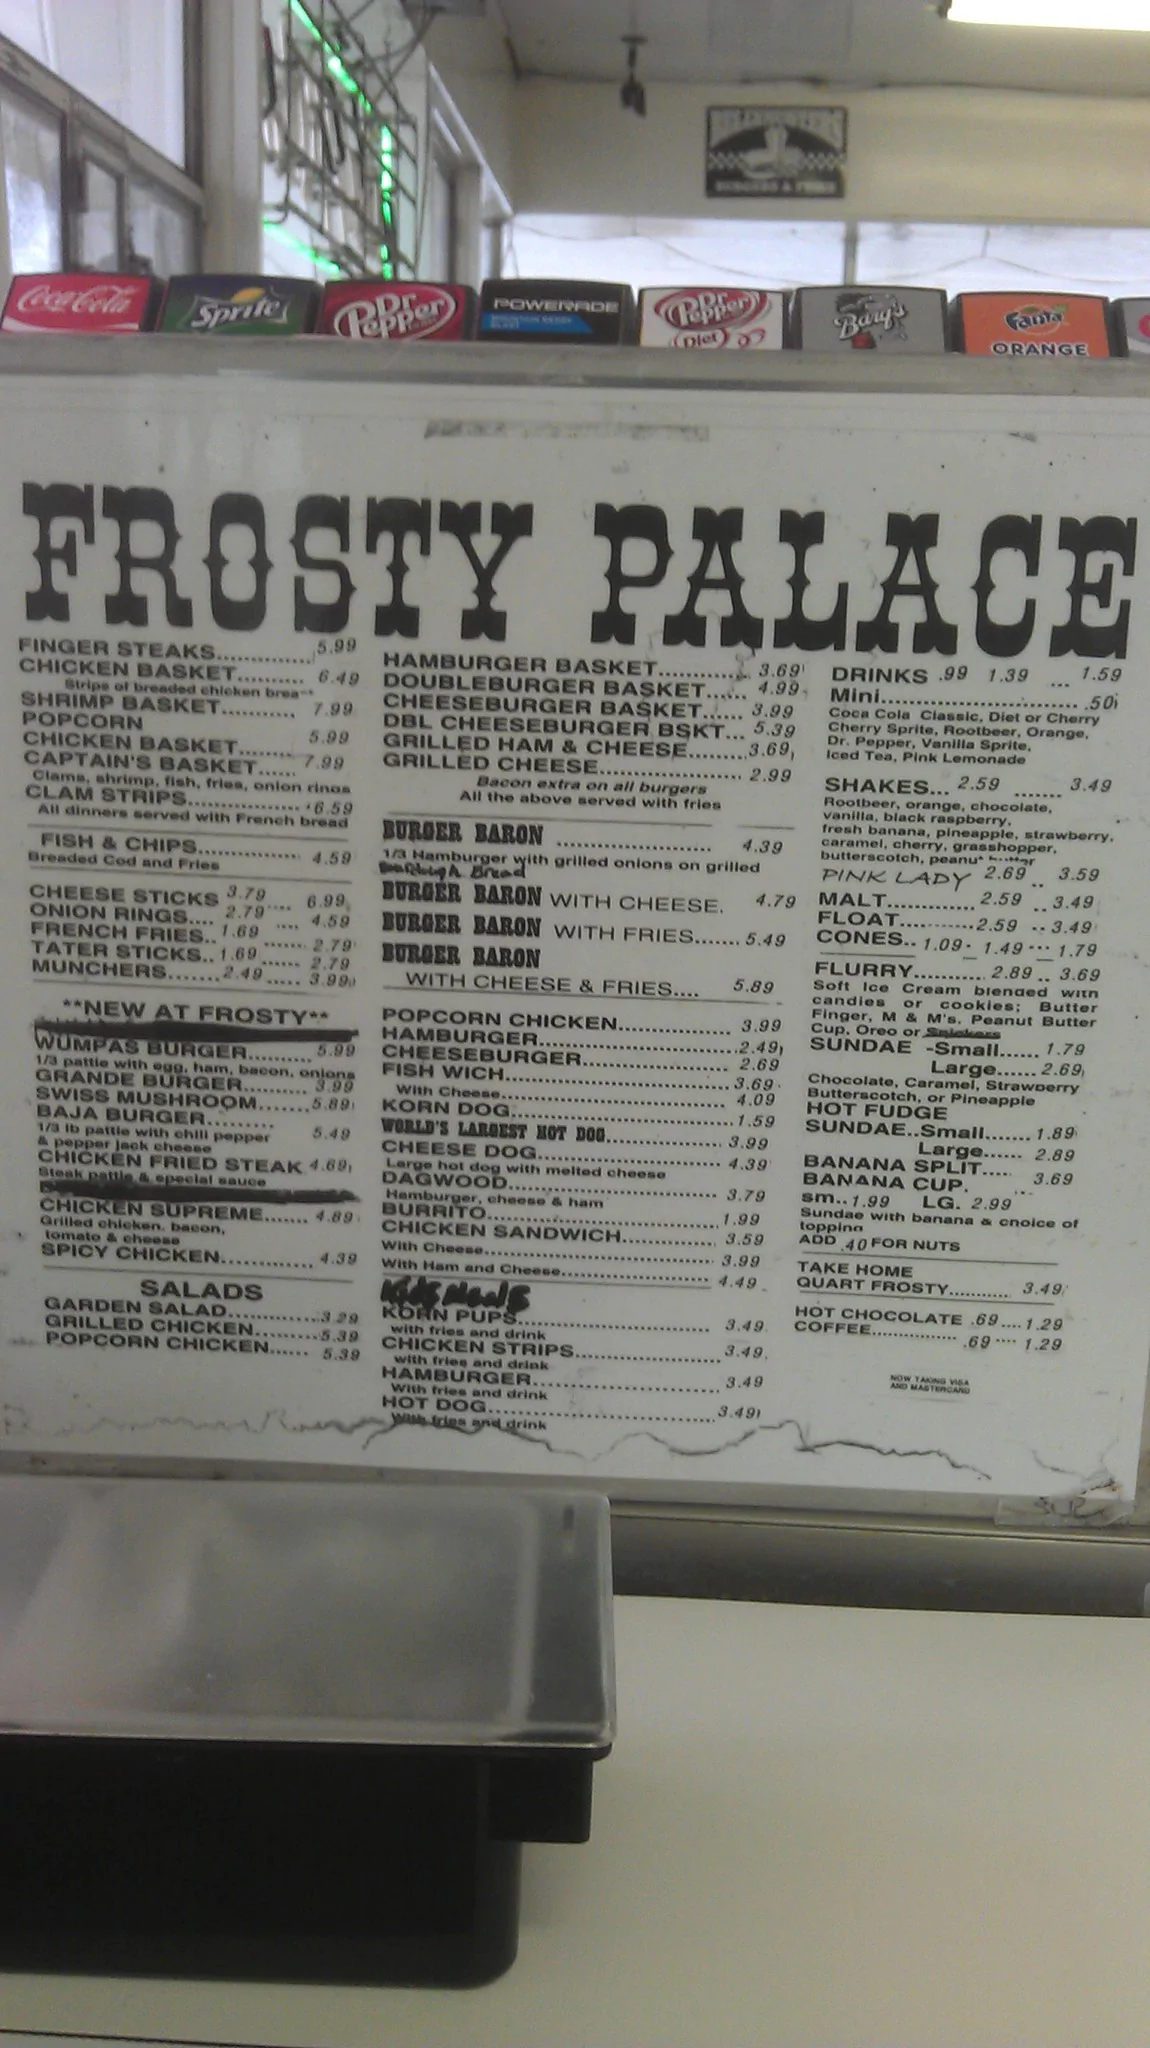 Coca-Cola
Sprite
Dr Pepper
POWERADE
MOUNTAIN BERRY BLAST
Dr Pepper
Diet
Barq's
Fanta
ORANGE
BURGERS & FRIES
FROSTY PALACE
FINGER STEAKS............ 5.99
CHICKEN BASKET.......... 6.49
Strips of breaded chicken
SHRIMP BASKET.......... 7.99
POPCORN
CHICKEN BASKET.......... 5.99
CAPTAIN'S BASKET...... 7.99
Clams, shrimp, fish, fries, onion rings
CLAM STRIPS............... 6.59
All dinners served with French bread
FISH & CHIPS............... 4.59
Breaded Cod and Fries
CHEESE STICKS 3.79 .... 6.99
ONION RINGS.... 2.79 .... 4.59
FRENCH FRIES.. 1.69 ...... 2.79
TATER STICKS.. 1.69 ...... 2.79
MUNCHERS....... 2.49 ..... 3.99
**NEW AT FROSTY**
WUMPAS BURGER......... 5.99
1/3 pattie with egg, ham, bacon, onions
GRANDE BURGER......... 3.99
SWISS MUSHROOM....... 5.89
BAJA BURGER..........
1/3 lb pattie with chili pepper 5.49
& pepper jack cheese
CHICKEN FRIED STEAK 4.69
Steak pattie & special sauce
CHICKEN SUPREME....... 4.89
Grilled chicken, bacon,
tomato & cheese
SPICY CHICKEN............ 4.39
SALADS
GARDEN SALAD............ 3.29
GRILLED CHICKEN......... 5.39
POPCORN CHICKEN...... 5.39
HAMBURGER BASKET............ 3.69
DOUBLEBURGER BASKET...... 4.99
CHEESEBURGER BASKET...... 3.99
DBL CHEESEBURGER BSKT... 5.39
GRILLED HAM & CHEESE......... 3.69
GRILLED CHEESE.................. 2.99
Bacon extra on all burgers
All the above served with fries
BURGER BARON .................... 4.39
1/3 Hamburger with grilled onions on grilled
Bread
BURGER BARON WITH CHEESE. 4.79
BURGER BARON WITH FRIES....... 5.49
BURGER BARON
WITH CHEESE & FRIES.... 5.89
POPCORN CHICKEN............... 3.99
HAMBURGER......................... 2.49
CHEESEBURGER.................... 2.69
FISH WICH............................ 3.69
With Cheese......................... 4.09
KORN DOG............................ 1.59
WORLD'S LARGEST HOT DOG............... 3.99
CHEESE DOG......................... 4.39
Large hot dog with melted cheese
DAGWOOD............................ 3.79
Hamburger, cheese & ham
BURRITO............................... 1.99
CHICKEN SANDWICH............... 3.59
With Cheese......................... 3.99
With Ham and Cheese............ 4.49
KORN PUPS............................ 3.49
with fries and drink
CHICKEN STRIPS.................... 3.49
with fries and drink
HAMBURGER......................... 3.49
With fries and drink
HOT DOG............................... 3.49
With fries and drink
DRINKS .99 1.39 ... 1.59
Mini.............................. .50
Coca Cola Classic, Diet or Cherry
Cherry Sprite, Rootbeer, Orange,
Dr. Pepper, Vanilla Sprite,
Iced Tea, Pink Lemonade
SHAKES... 2.59 ....... 3.49
Rootbeer, orange, chocolate,
vanilla, black raspberry,
fresh banana, pineapple, strawberry,
caramel, cherry, grasshopper,
butterscotch, peanut butter
PINK LADY 2.69 .. 3.59
MALT............ 2.59 .. 3.49
FLOAT........... 2.59 .. 3.49
CONES.. 1.09 1.49 ... 1.79
FLURRY.......... 2.89 .. 3.69
Soft Ice Cream blended with
candies or cookies; Butter
Finger, M & M's, Peanut Butter
Cup, Oreo or Snickers
SUNDAE -Small...... 1.79
Large...... 2.69
Chocolate, Caramel, Strawberry
Butterscotch, or Pineapple
HOT FUDGE
SUNDAE..Small....... 1.89
Large....... 2.89
BANANA SPLIT..... 3.69
BANANA CUP. ...
sm.. 1.99 LG. 2.99
Sundae with banana & choice of
topping
ADD .40 FOR NUTS
TAKE HOME
QUART FROSTY........... 3.49
HOT CHOCOLATE .69 .... 1.29
COFFEE.............. .69 .... 1.29
NOW TAKING VISA
AND MASTERCARD